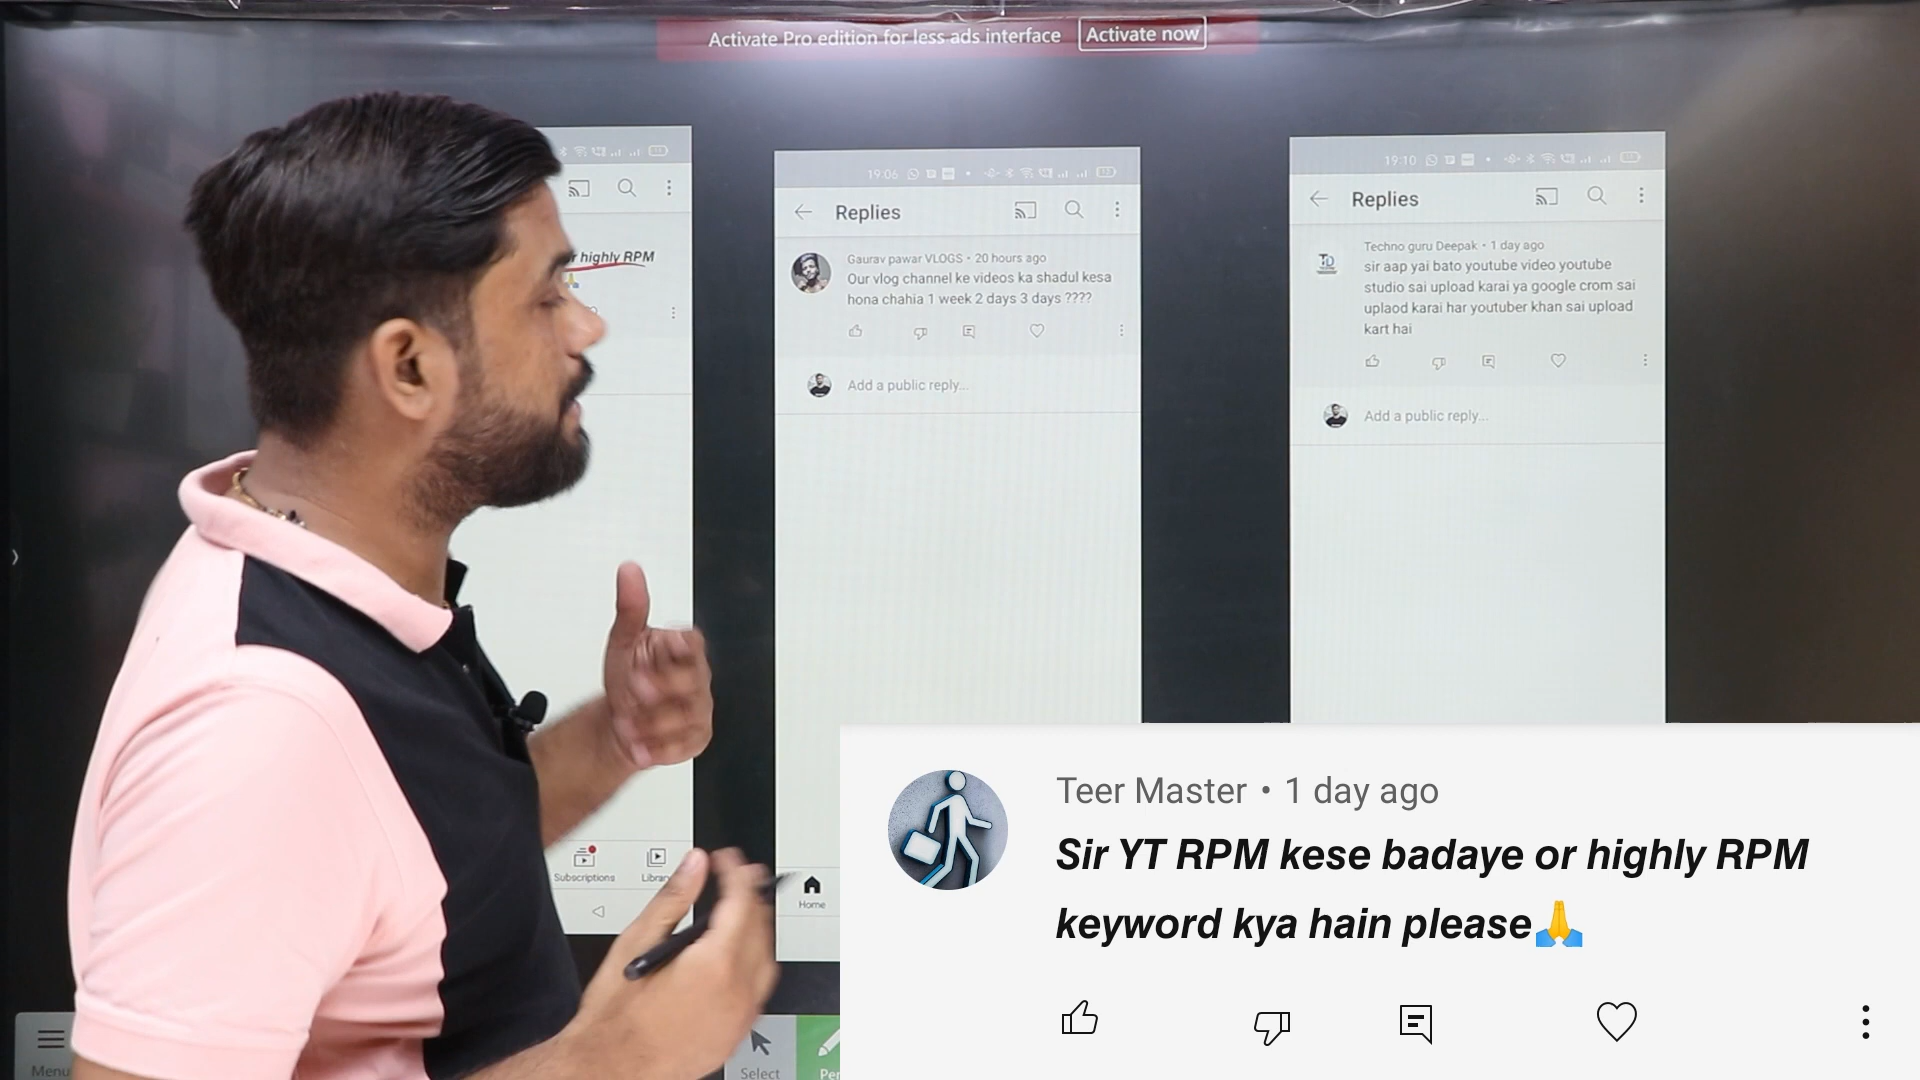 Activate Pro edition for less ads interface Activate now
r highly RPM
Subscriptions
19:06
Replies
Gaurav pawar VLOGS • 20 hours ago
Our vlog channel ke videos ka shadul kesa
hona chahia 1 week 2 days 3 days ????
Add a public reply...
Home
19:10
Replies
Techno guru Deepak • 1 day ago
sir aap yai bato youtube video youtube
studio sai upload karai ya google crom sai
uplaod karai har youtuber khan sai upload
kart hai
Add a public reply...
Teer Master • 1 day ago
Sir YT RPM kese badaye or highly RPM
keyword kya hain please🙏
Menu
Select